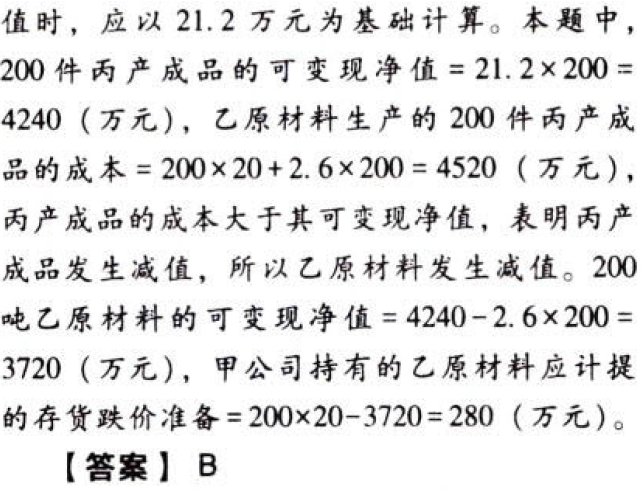 值时，应以 21.2 万元为基础计算。本题中，
200 件丙产成品的可变现净值 = 21.2×200 =
4240（万元），乙原材料生产的 200 件丙产成
品的成本 = 200×20+2.6×200 = 4520（万元），
丙产成品的成本大于其可变现净值，表明丙产
成品发生减值，所以乙原材料发生减值。200
吨乙原材料的可变现净值 = 4240-2.6×200 =
3720（万元），甲公司持有的乙原材料应计提
的存货跌价准备 = 200×20-3720 = 280（万元）。
【答案】 B